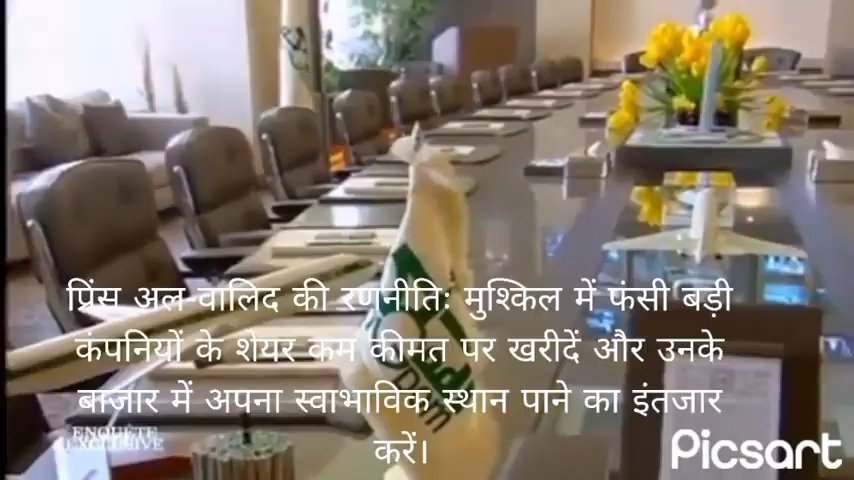 प्रिंस अल-वालिद की रणनीतिः मुश्किल में फंसी बड़ी
कंपनियों के शेयर कम कीमत पर खरीदें और उनके
बाजार में अपना स्वाभाविक स्थान पाने का इंतजार
करें।
ENQUÊTE
EXCLUSIVE
Picsart